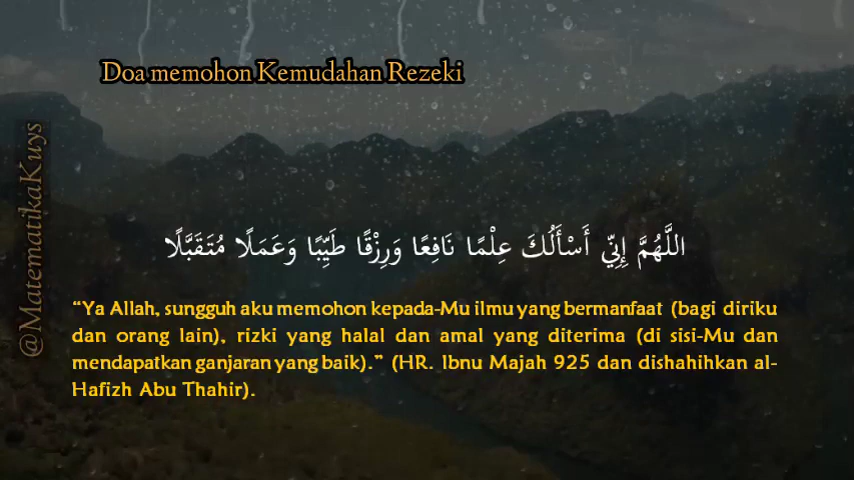 Doa memohon Kemudahan Rezeki
@MatematikaKuys
اللَّهُمَّ إِنِّي أَسْأَلُكَ عِلْمًا نَافِعًا وَرِزْقًا طَيِّبًا وَعَمَلًا مُتَقَبَّلًا
“Ya Allah, sungguh aku memohon kepada-Mu ilmu yang bermanfaat (bagi diriku
dan orang lain), rizki yang halal dan amal yang diterima (di sisi-Mu dan
mendapatkan ganjaran yang baik).” (HR. Ibnu Majah 925 dan dishahihkan al-
Hafizh Abu Thahir).